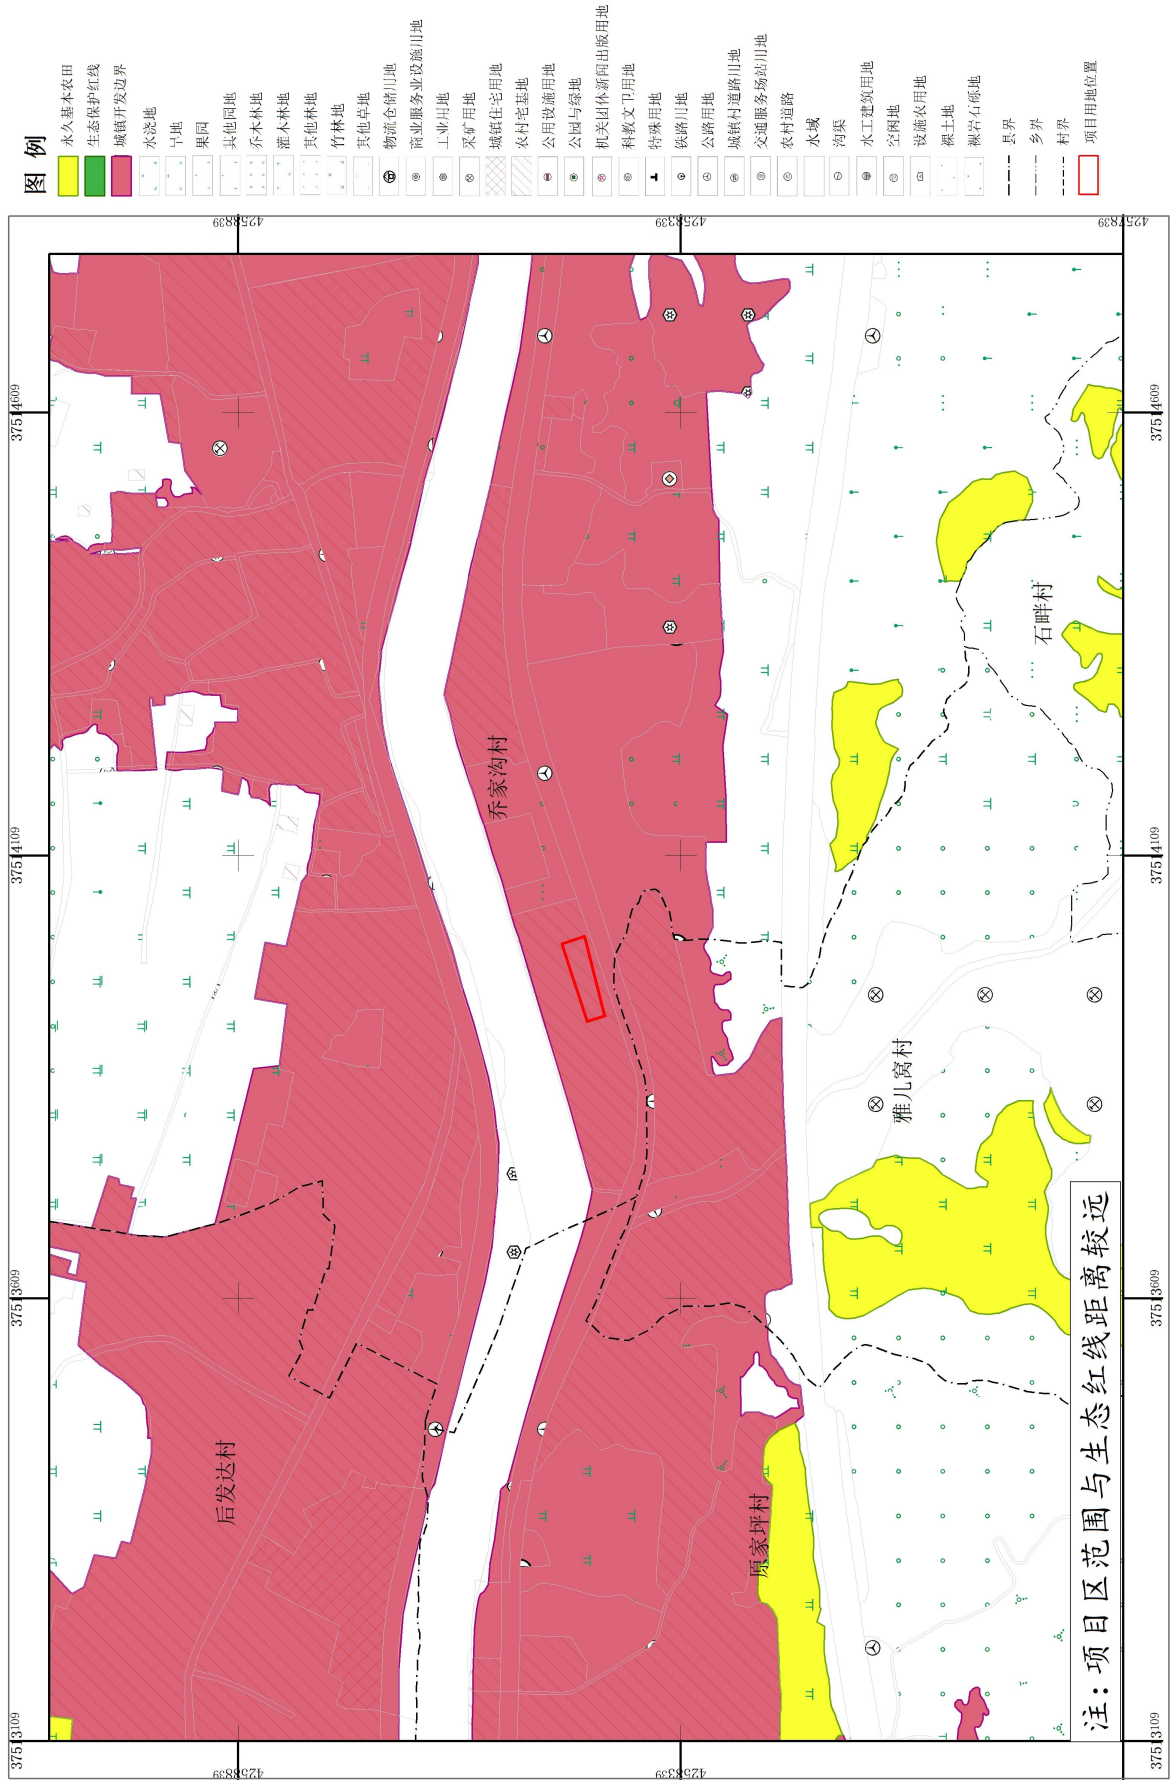 图 例
永久基本农田
生态保护红线
城镇开发边界
水浇地
旱地
果园
其他园地
乔木林地
灌木林地
其他林地
竹林地
其他草地
物流仓储用地
商业服务业设施用地
工业用地
采矿用地
城镇住宅用地
农村宅基地
公用设施用地
公园与绿地
机关团体新闻出版用地
科教文卫用地
特殊用地
铁路用地
公路用地
城镇村道路用地
交通服务场站用地
农村道路
水域
沟渠
水工建筑用地
空闲地
设施农用地
裸土地
裸岩石砾地
县界
乡界
村界
项目用地位置
37513109
37513609
37514109
37514609
37513109
37513609
37514109
37514609
4258839
4258339
4257839
4258839
4258339
后发达村
乔家沟村
原家坪村
雅儿窝村
石畔村
注:项目区范围与生态红线距离较远